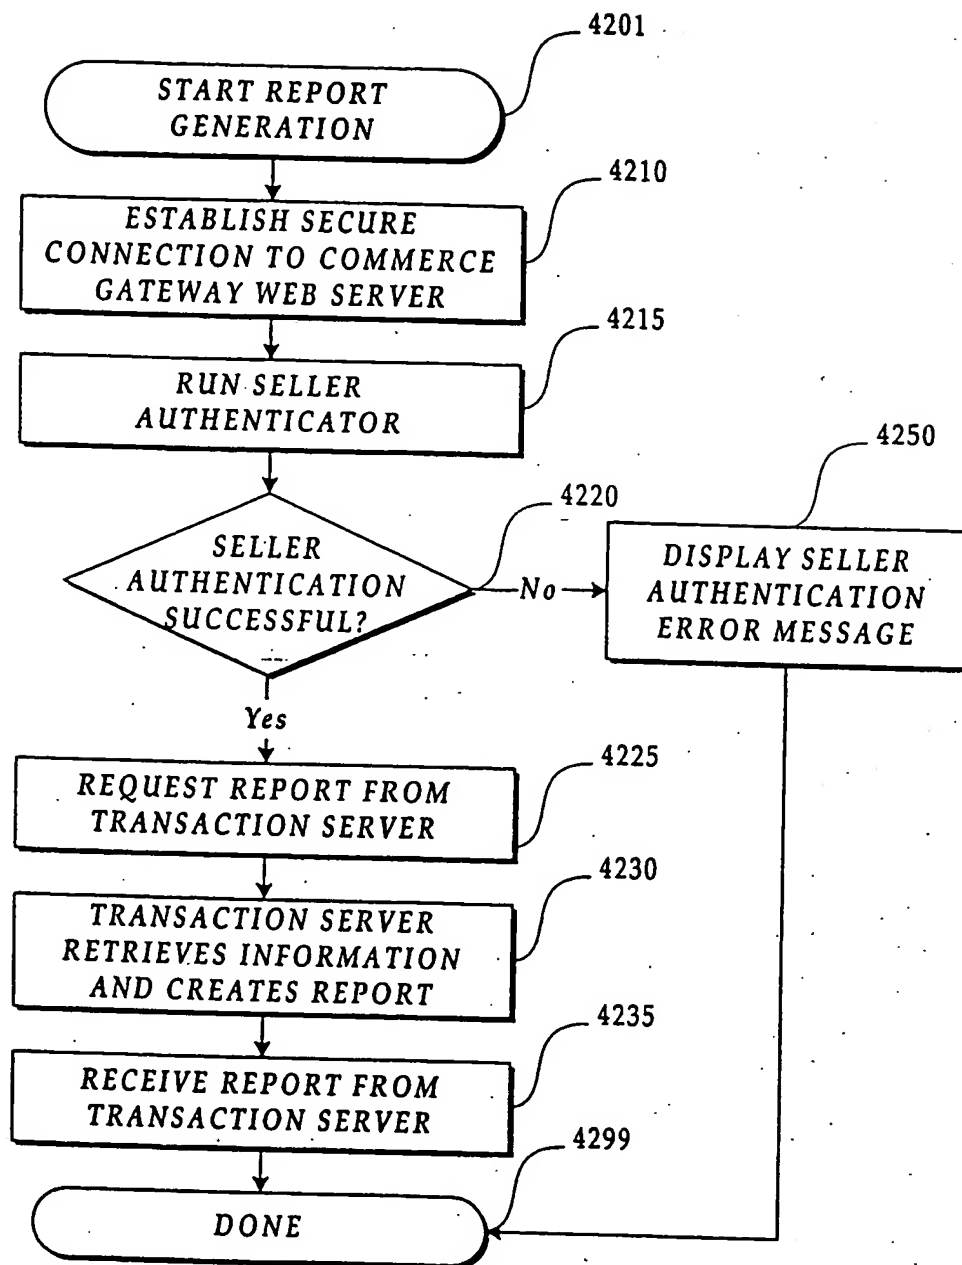 4201
START REPORT
GENERATION
4210
ESTABLISH SECURE
CONNECTION TO COMMERCE
GATEWAY WEB SERVER
4215
RUN SELLER
AUTHENTICATOR
4250
4220
SELLER
AUTHENTICATION
SUCCESSFUL?
No
DISPLAY SELLER
AUTHENTICATION
ERROR MESSAGE
Yes
4225
REQUEST REPORT FROM
TRANSACTION SERVER
4230
TRANSACTION SERVER
RETRIEVES INFORMATION
AND CREATES REPORT
4235
RECEIVE REPORT FROM
TRANSACTION SERVER
4299
DONE